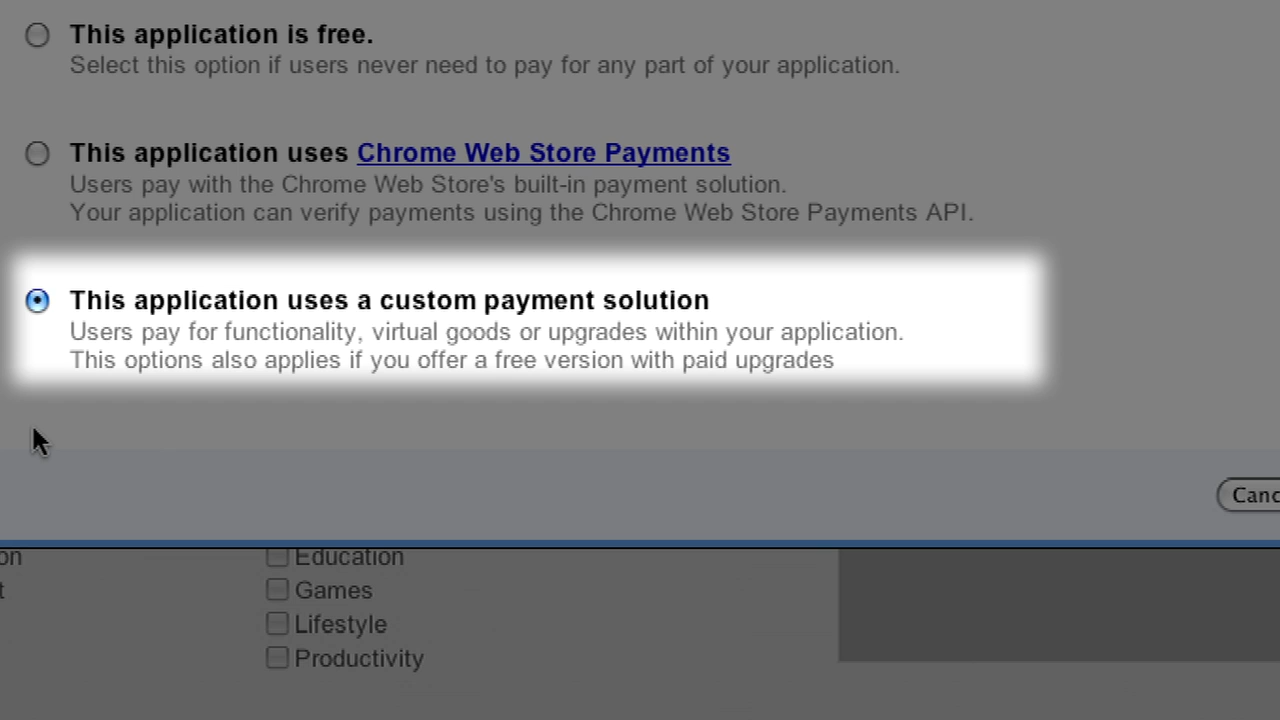 This application is free.
Select this option if users never need to pay for any part of your application.
This application uses Chrome Web Store Payments
Users pay with the Chrome Web Store's built-in payment solution.
Your application can verify payments using the Chrome Web Store Payments API.
This application uses a custom payment solution
Users pay for functionality, virtual goods or upgrades within your application.
This options also applies if you offer a free version with paid upgrades
Canc
on
Education
t
Games
Lifestyle
Productivity